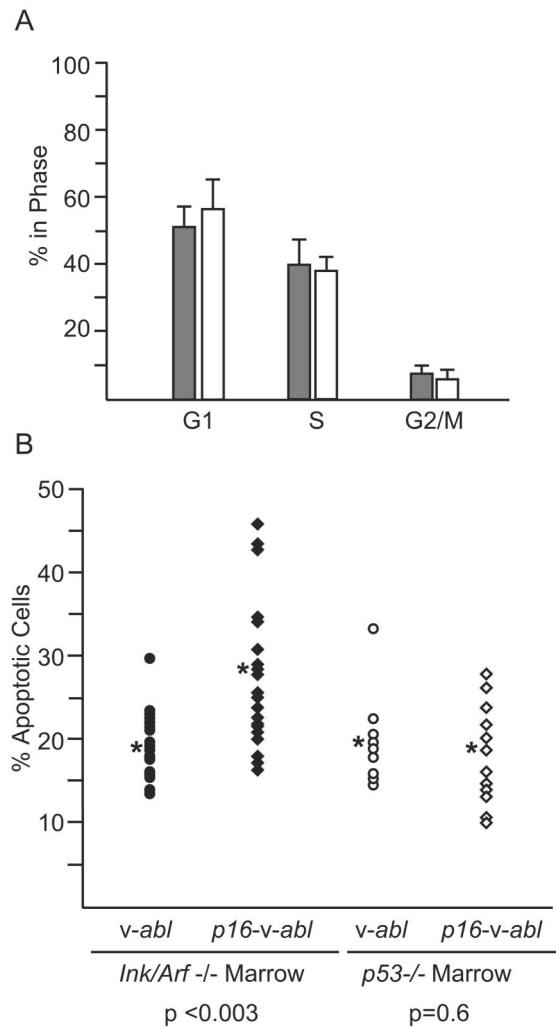 A
100
80
60
40
20
% in Phase
G1 S G2/M
B
50
40
30
20
10
% Apoptotic Cells
*
*
*
*
v-abl p16-v-abl v-abl p16-v-abl
Ink/Arf -/- Marrow p53-/- Marrow
p <0.003 p=0.6